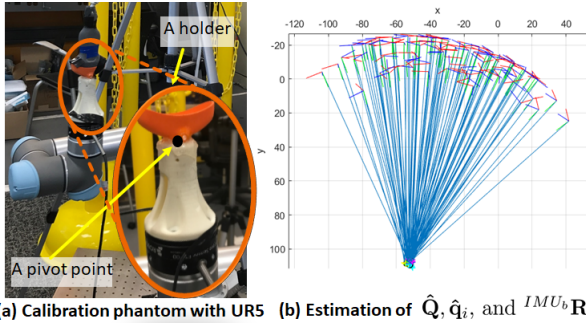 A holder
A pivot point
x
-120 -100 -80 -60 -40 -20 0 20 40
-20
0
20
40
60
80
100
y
(a) Calibration phantom with UR5
(b) Estimation of Q̂, q̂ᵢ, and ᴵᴹᵁᵇR